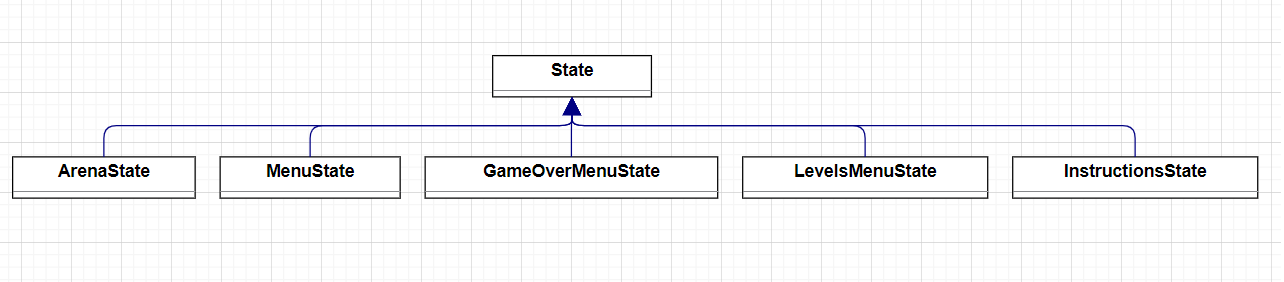 State
ArenaState
MenuState
GameOverMenuState
LevelsMenuState
InstructionsState